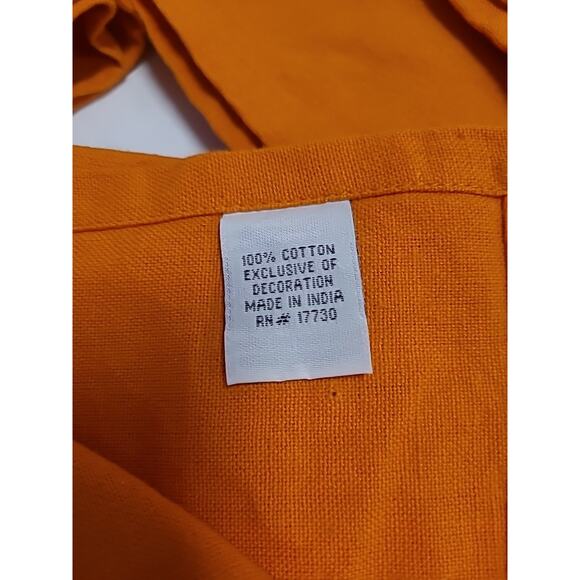 100% COTTON
EXCLUSIVE OF
DECORATION
MADE IN INDIA
RN# 17730